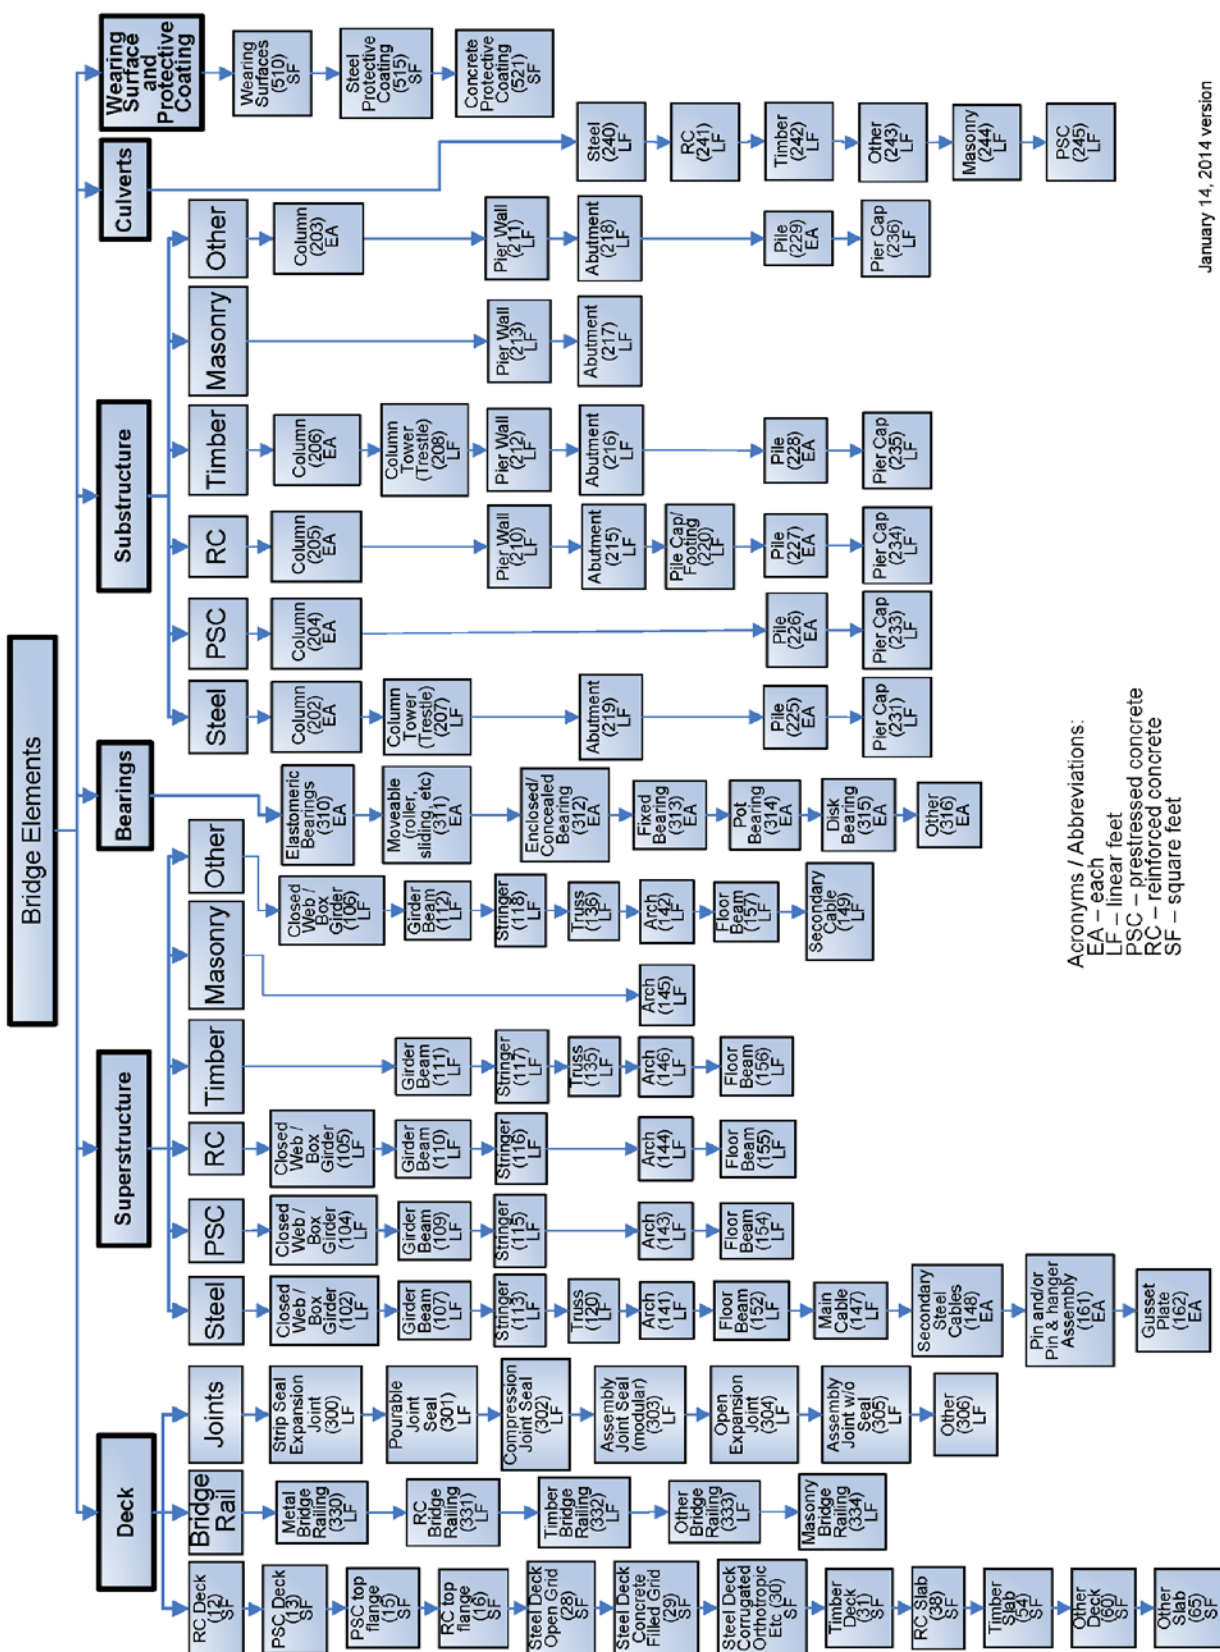 Bridge Elements
Deck
RC Deck
(12)
SF
PSC Deck
(13)
SF
PSC top
flange
(15)
SF
RC top
flange
(16)
SF
Steel Deck
Open Grid
(28)
SF
Steel Deck
Concrete
Filled Grid
(29)
SF
Steel Deck
Corrugated
Orthotropic
Etc (30)
SF
Timber
Deck
(31)
SF
RC Slab
(38)
SF
Timber
Slab
(54)
SF
Other
Deck
(60)
SF
Other
Slab
(65)
SF
Bridge
Rail
Metal
Bridge
Railing
(330)
LF
RC
Bridge
Railing
(331)
LF
Timber
Bridge
Railing
(332)
LF
Other
Bridge
Railing
(333)
LF
Masonry
Bridge
Railing
(334)
LF
Joints
Strip Seal
Expansion
Joint
(300)
LF
Pourable
Joint
Seal
(301)
LF
Compression
Joint Seal
(302)
LF
Assembly
Joint Seal
(modular)
(303)
LF
Open
Expansion
Joint
(304)
LF
Assembly
Joint w/o
Seal
(305)
LF
Other
(306)
LF
Superstructure
Steel
Closed
Web /
Box
Girder
(102)
LF
Girder
Beam
(107)
LF
Stringer
(113)
LF
Truss
(120)
LF
Arch
(141)
LF
Floor
Beam
(152)
LF
Main
Cable
(147)
LF
Secondary
Steel
Cables
(148)
EA
Pin and/or
Pin & hanger
Assembly
(161)
EA
Gusset
Plate
(162)
EA
PSC
Closed
Web /
Box
Girder
(104)
LF
Girder
Beam
(109)
LF
Stringer
(115)
LF
Arch
(143)
LF
Floor
Beam
(154)
LF
RC
Closed
Web /
Box
Girder
(105)
LF
Girder
Beam
(110)
LF
Stringer
(116)
LF
Arch
(144)
LF
Floor
Beam
(155)
LF
Timber
Girder
Beam
(111)
LF
Stringer
(117)
LF
Truss
(135)
LF
Arch
(146)
LF
Floor
Beam
(156)
LF
Masonry
Arch
(145)
LF
Other
Closed
Web /
Box
Girder
(106)
LF
Girder
Beam
(112)
LF
Stringer
(118)
LF
Truss
(136)
LF
Arch
(142)
LF
Floor
Beam
(157)
LF
Secondary
Cable
(149)
LF
Bearings
Elastomeric
Bearings
(310)
EA
Moveable
(roller,
sliding, etc)
(311)
EA
Enclosed/
Concealed
Bearing
(312)
EA
Fixed
Bearing
(313)
EA
Pot
Bearing
(314)
EA
Disk
Bearing
(315)
EA
Other
(316)
EA
Substructure
Steel
Column
(202)
EA
Column
Tower
(Trestle)
(207)
LF
Abutment
(219)
LF
Pile
(225)
EA
Pier Cap
(231)
LF
PSC
Column
(204)
EA
Pile
(226)
EA
Pier Cap
(233)
LF
RC
Column
(205)
EA
Pier Wall
(210)
LF
Abutment
(215)
LF
Pile Cap/
Footing
(220)
LF
Pile
(227)
EA
Pier Cap
(234)
LF
Timber
Column
(206)
EA
Column
Tower
(Trestle)
(208)
LF
Pier Wall
(212)
LF
Abutment
(216)
LF
Pile
(228)
EA
Pier Cap
(235)
LF
Masonry
Pier Wall
(213)
LF
Abutment
(217)
LF
Other
Column
(203)
EA
Pier Wall
(211)
LF
Abutment
(218)
LF
Pile
(229)
EA
Pier Cap
(236)
LF
Culverts
Steel
(240)
LF
RC
(241)
LF
Timber
(242)
LF
Other
(243)
LF
Masonry
(244)
LF
PSC
(245)
LF
Wearing
Surface
and
Protective
Coating
Wearing
Surfaces
(510)
SF
Steel
Protective
Coating
(515)
SF
Concrete
Protective
Coating
(521)
SF
Acronyms / Abbreviations:
EA – each
LF – linear feet
PSC – prestressed concrete
RC – reinforced concrete
SF – square feet
January 14, 2014 version